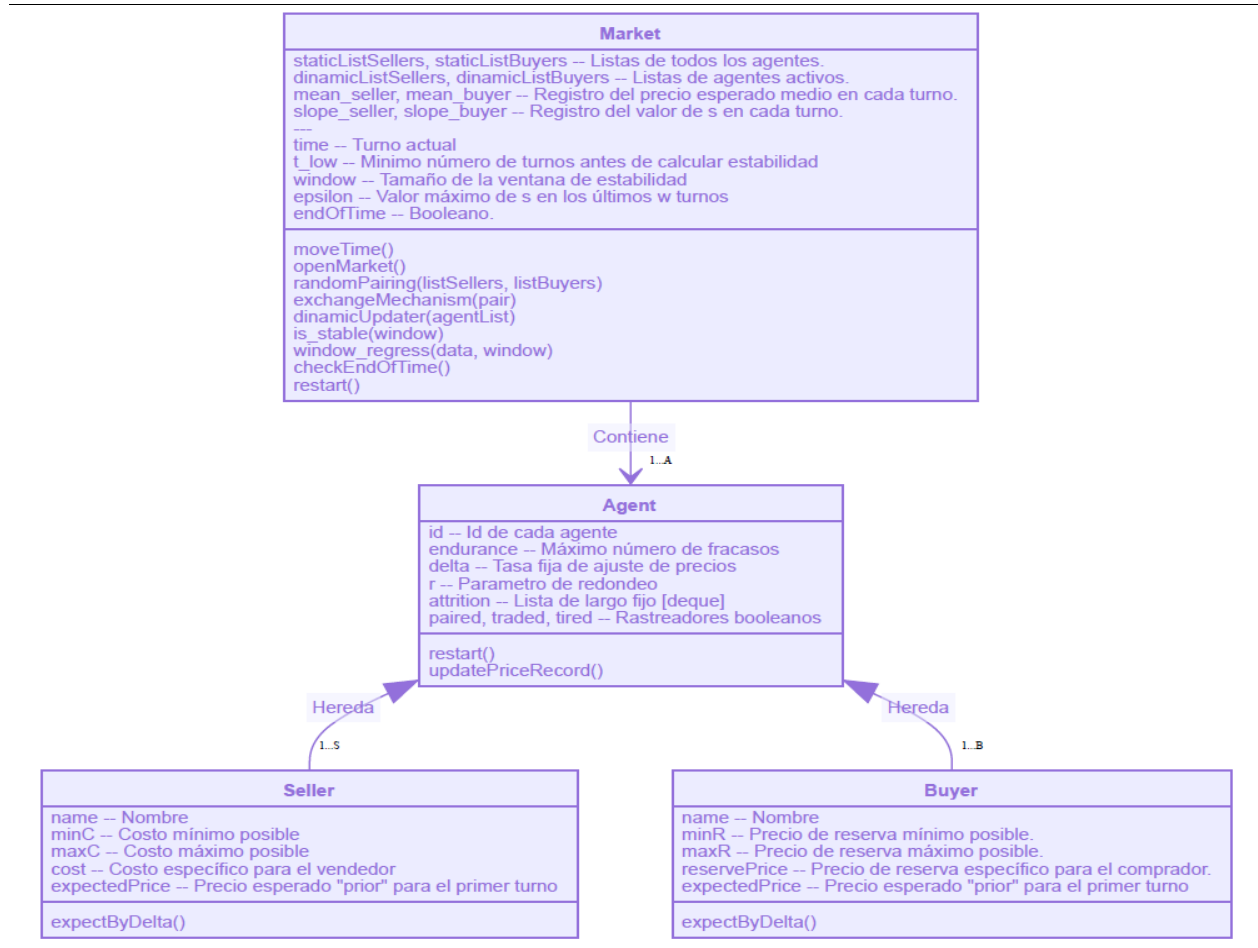 Market
staticListSellers, staticListBuyers -- Listas de todos los agentes.
dinamicListSellers, dinamicListBuyers -- Listas de agentes activos.
mean_seller, mean_buyer -- Registro del precio esperado medio en cada turno.
slope_seller, slope_buyer -- Registro del valor de s en cada turno.
---
time -- Turno actual
t_low -- Minimo número de turnos antes de calcular estabilidad
window -- Tamaño de la ventana de estabilidad
epsilon -- Valor máximo de s en los últimos w turnos
endOfTime -- Booleano.
moveTime()
openMarket()
randomPairing(listSellers, listBuyers)
exchangeMechanism(pair)
dinamicUpdater(agentList)
is_stable(window)
window_regress(data, window)
checkEndOfTime()
restart()
Contiene
1...A
Agent
id -- Id de cada agente
endurance -- Máximo número de fracasos
delta -- Tasa fija de ajuste de precios
r -- Parametro de redondeo
attrition -- Lista de largo fijo [deque]
paired, traded, tired -- Rastreadores booleanos
restart()
updatePriceRecord()
Hereda
1...S
Hereda
1...B
Seller
name -- Nombre
minC -- Costo mínimo posible
maxC -- Costo máximo posible
cost -- Costo específico para el vendedor
expectedPrice -- Precio esperado "prior" para el primer turno
expectByDelta()
Buyer
name -- Nombre
minR -- Precio de reserva mínimo posible.
maxR -- Precio de reserva máximo posible.
reservePrice -- Precio de reserva específico para el comprador.
expectedPrice -- Precio esperado "prior" para el primer turno
expectByDelta()